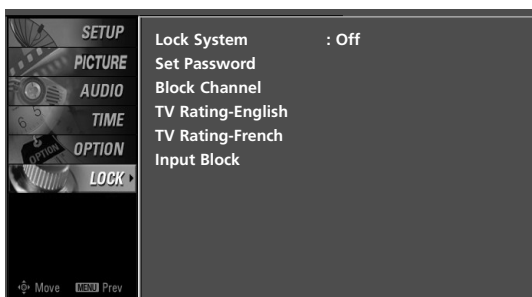 SETUP
PICTURE
AUDIO
TIME
OPTION
LOCK
Move MENU Prev
Lock System : Off
Set Password
Block Channel
TV Rating-English
TV Rating-French
Input Block